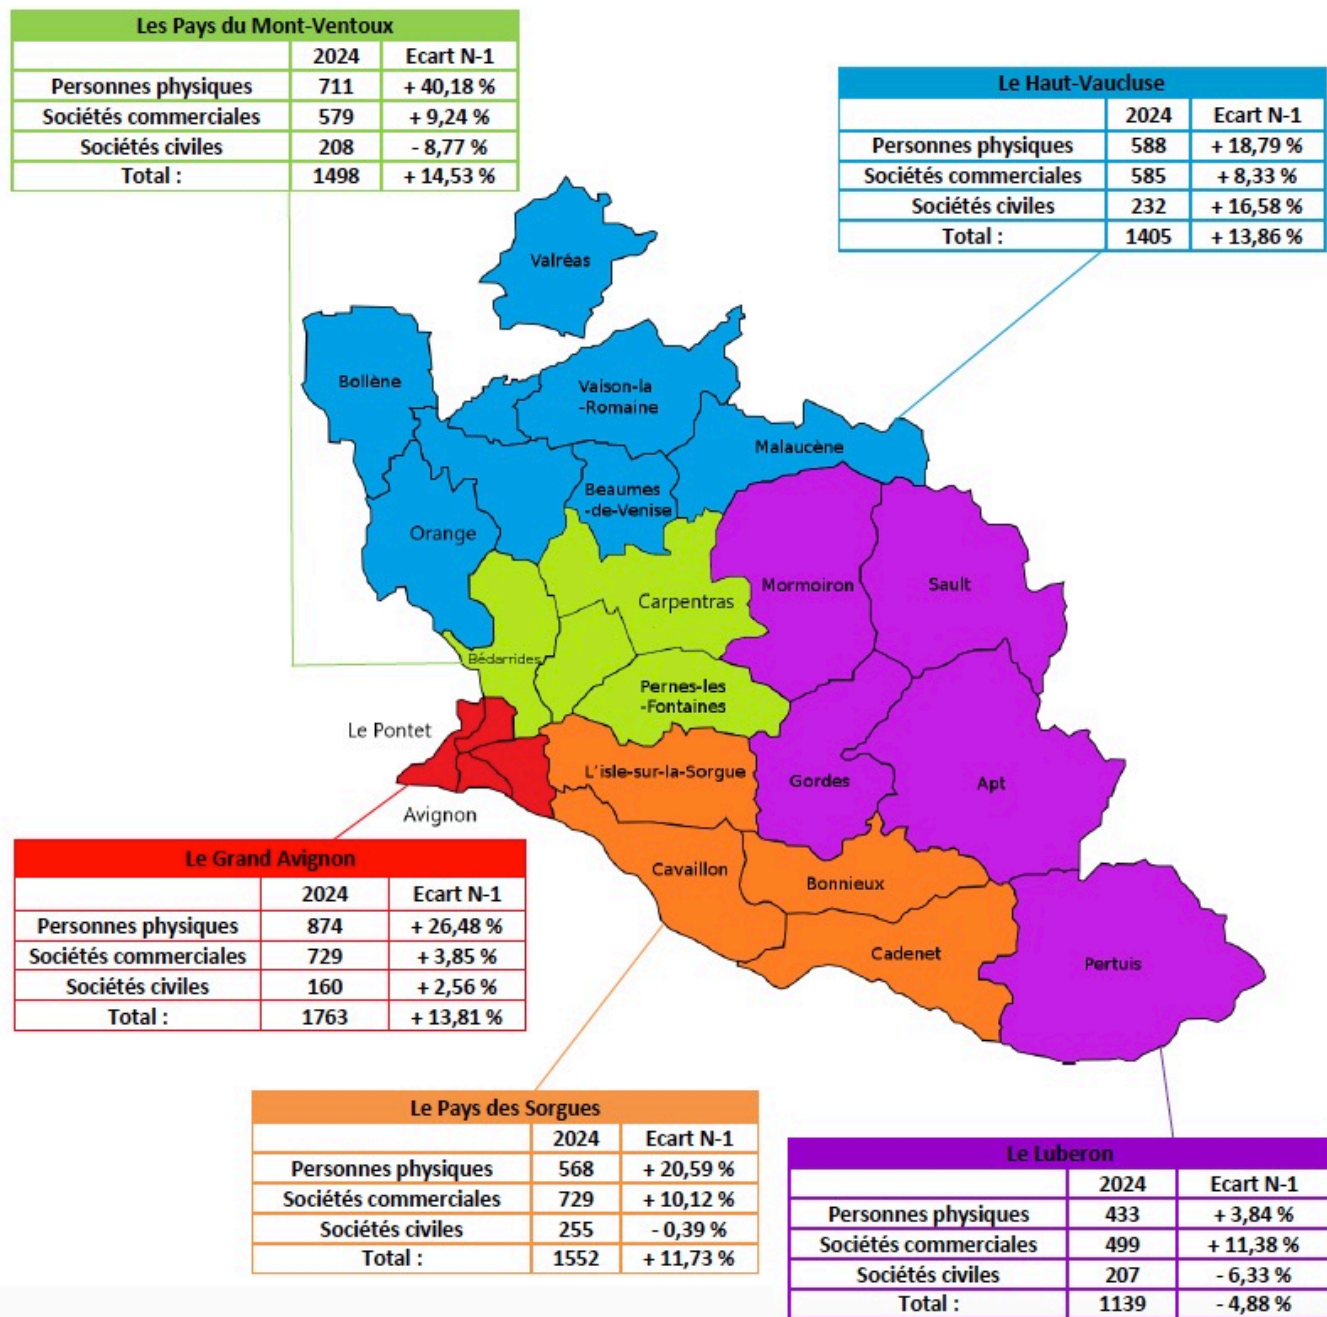 Les Pays du Mont-Ventoux
2024 Ecart N-1
Personnes physiques 711 + 40,18 %
Sociétés commerciales 579 + 9,24 %
Sociétés civiles 208 - 8,77 %
Total : 1498 + 14,53 %
Le Haut-Vaucluse
2024 Ecart N-1
Personnes physiques 588 + 18,79 %
Sociétés commerciales 585 + 8,33 %
Sociétés civiles 232 + 16,58 %
Total : 1405 + 13,86 %
Valréas
Bollène
Vaison-la
-Romaine
Malaucène
Beaumes
-de-Venise
Orange
Mormoiron
Sault
Carpentras
Bédarrides
Pernes-les
-Fontaines
Le Pontet
L'isle-sur-la-Sorgue
Gordes
Apt
Avignon
Cavaillon
Bonnieux
Cadenet
Pertuis
Le Grand Avignon
2024 Ecart N-1
Personnes physiques 874 + 26,48 %
Sociétés commerciales 729 + 3,85 %
Sociétés civiles 160 + 2,56 %
Total : 1763 + 13,81 %
Le Pays des Sorgues
2024 Ecart N-1
Personnes physiques 568 + 20,59 %
Sociétés commerciales 729 + 10,12 %
Sociétés civiles 255 - 0,39 %
Total : 1552 + 11,73 %
Le Luberon
2024 Ecart N-1
Personnes physiques 433 + 3,84 %
Sociétés commerciales 499 + 11,38 %
Sociétés civiles 207 - 6,33 %
Total : 1139 - 4,88 %